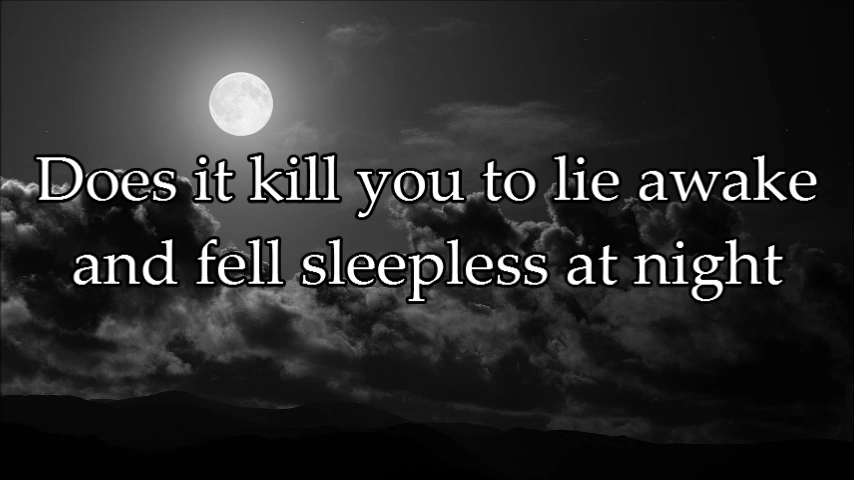 Does it kill you to lie awake
and fell sleepless at night